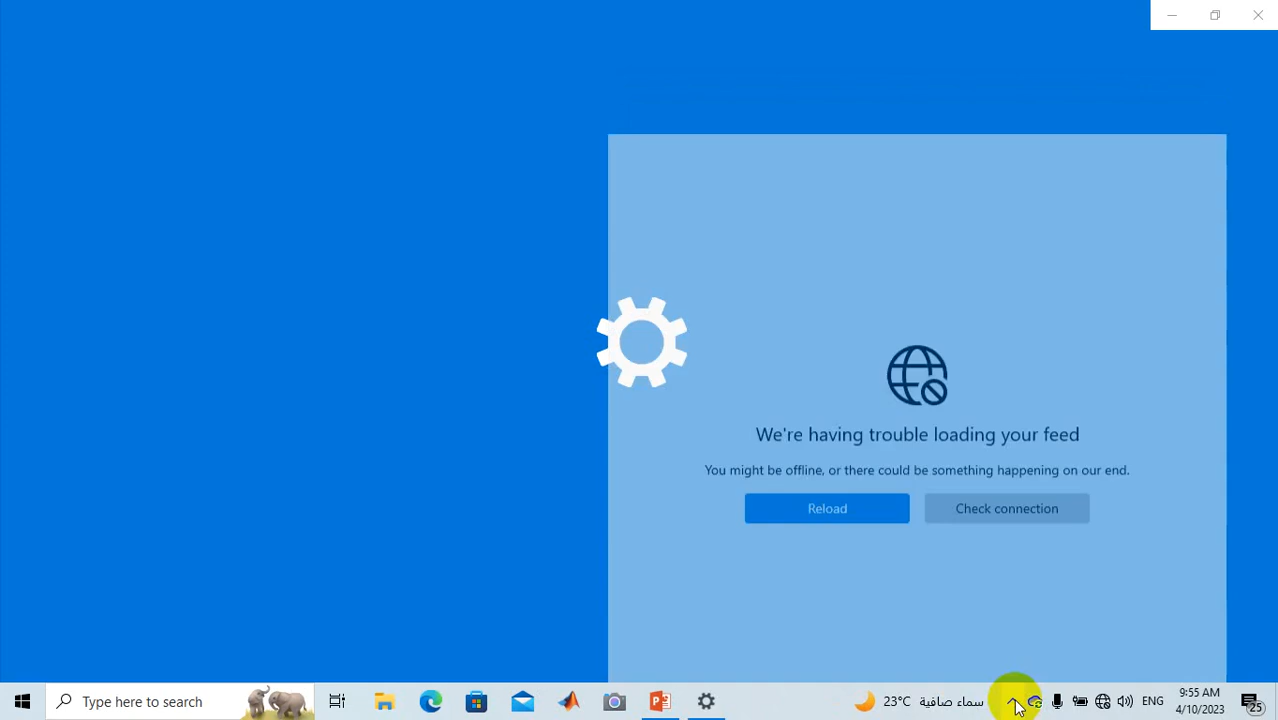 We're having trouble loading your feed
You might be offline, or there could be something happening on our end.
Reload
Check connection
Type here to search
23°C سماء صافية
ENG
9:55 AM
4/10/2023
25